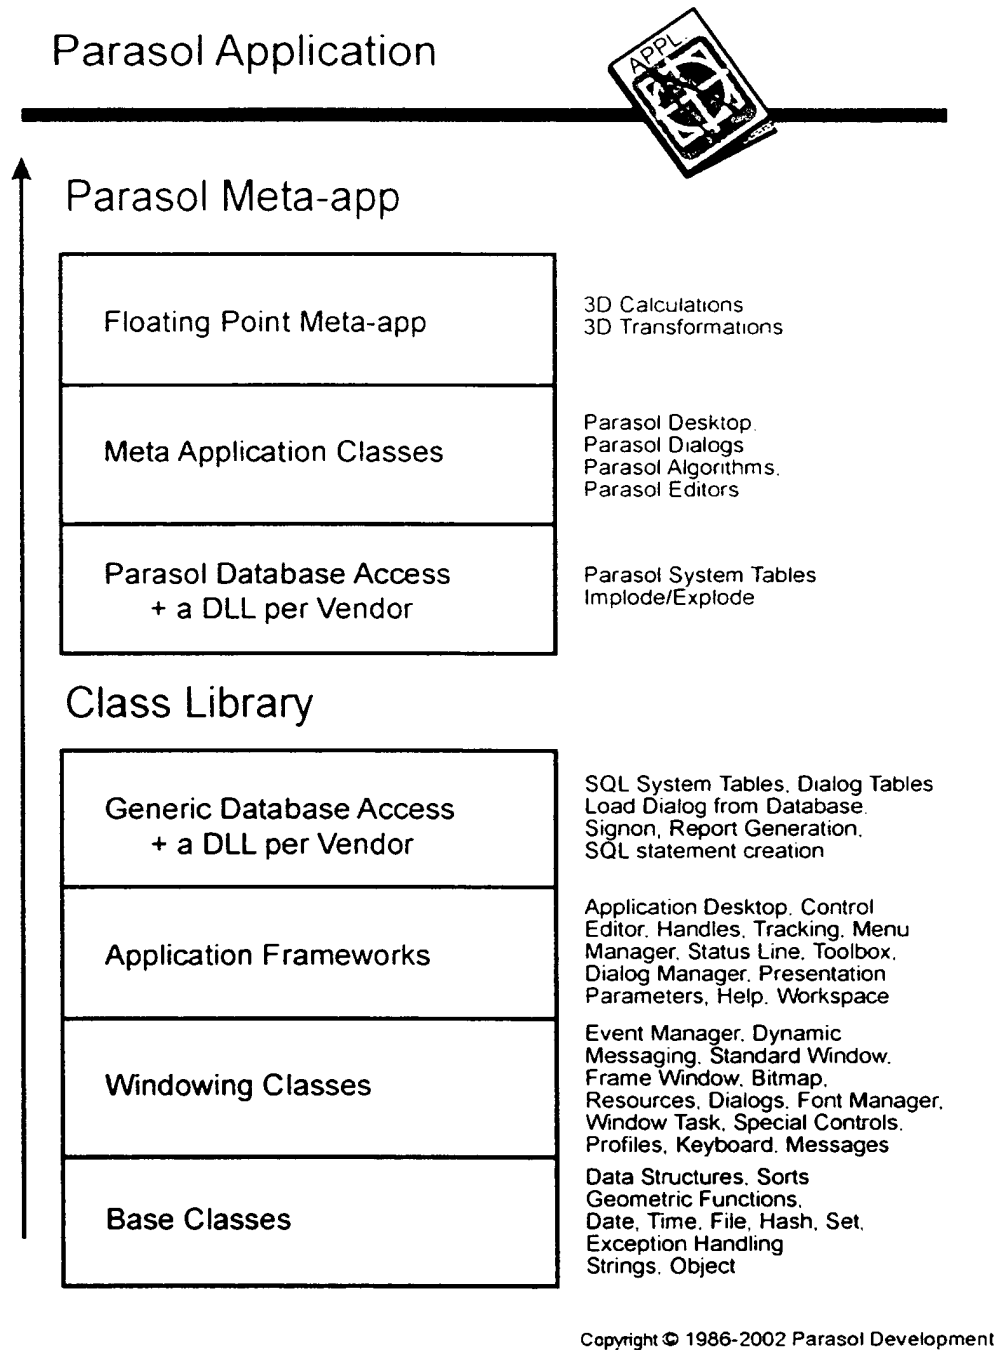 Parasol Application
APPL.
Parasol Meta-app
Floating Point Meta-app
3D Calculations
3D Transformations
Meta Application Classes
Parasol Desktop.
Parasol Dialogs
Parasol Algorithms,
Parasol Editors
Parasol Database Access
+ a DLL per Vendor
Parasol System Tables
Implode/Explode
Class Library
Generic Database Access
+ a DLL per Vendor
SQL System Tables, Dialog Tables
Load Dialog from Database.
Signon, Report Generation,
SQL statement creation
Application Frameworks
Application Desktop. Control
Editor, Handles, Tracking, Menu
Manager, Status Line, Toolbox,
Dialog Manager, Presentation
Parameters, Help. Workspace
Windowing Classes
Event Manager, Dynamic
Messaging, Standard Window,
Frame Window, Bitmap,
Resources, Dialogs, Font Manager,
Window Task, Special Controls,
Profiles, Keyboard. Messages
Base Classes
Data Structures, Sorts
Geometric Functions,
Date, Time, File, Hash, Set,
Exception Handling
Strings, Object
Copyright © 1986-2002 Parasol Development